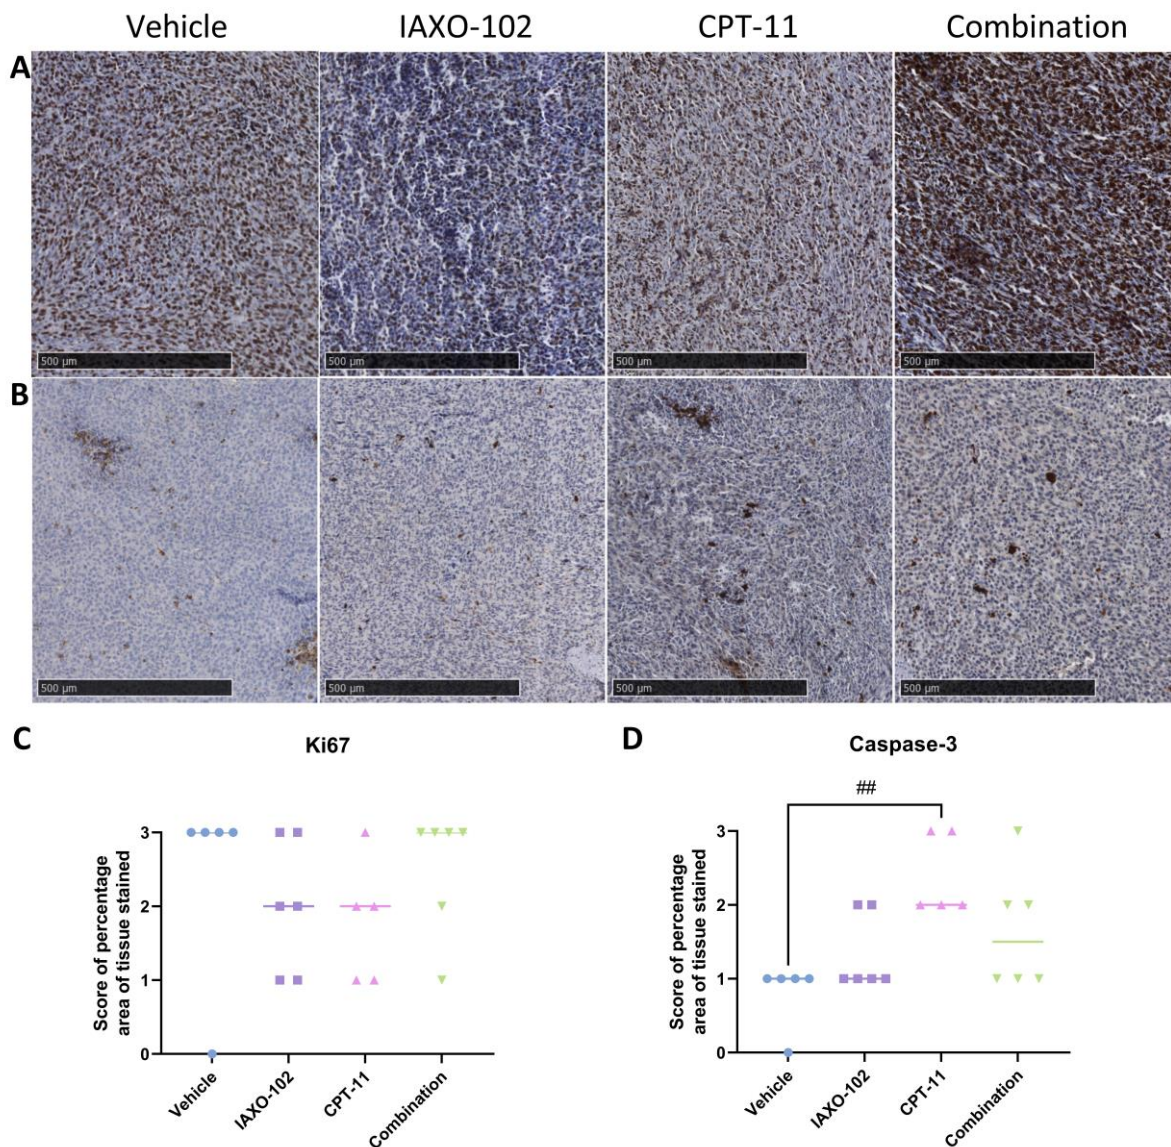 Vehicle IAXO-102 CPT-11 Combination
A
500 µm 500 µm 500 µm 500 µm
B
500 µm 500 µm 500 µm 500 µm
C
Ki67
Score of percentage
area of tissue stained
3
2
1
0
Vehicle
IAXO-102
CPT-11
Combination
D
Caspase-3
##
Score of percentage
area of tissue stained
3
2
1
0
Vehicle
IAXO-102
CPT-11
Combination